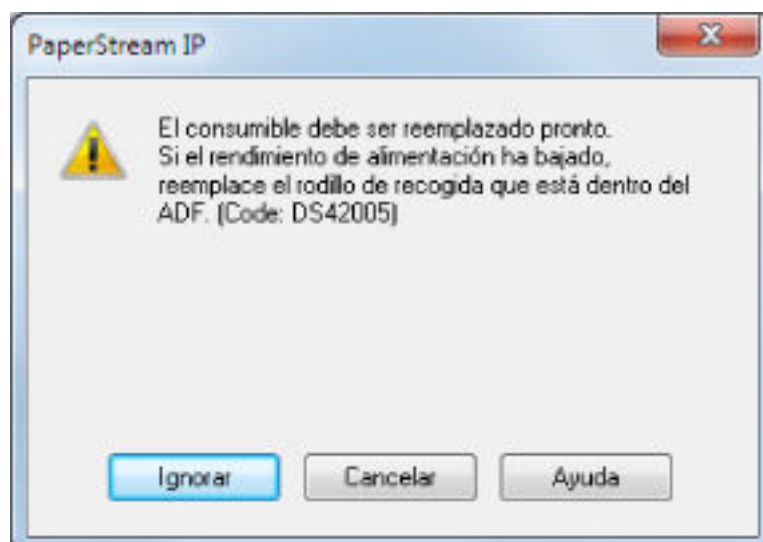 PaperStream IP
El consumible debe ser reemplazado pronto.
Si el rendimiento de alimentación ha bajado,
reemplace el rodillo de recogida que está dentro del
ADF. (Code: DS42005)
Ignorar Cancelar Ayuda